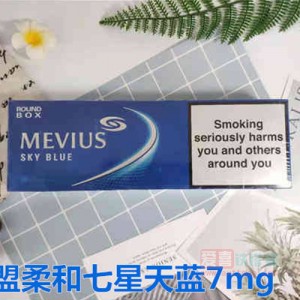 ROUND
BOX
MEVIUS
SKY BLUE
Smoking
seriously harms
you and others
around you
盟柔和七星天蓝7mg